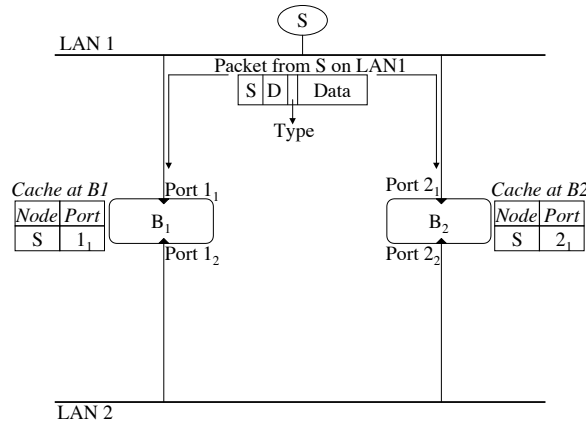 S
LAN 1
Packet from S on LAN1
S D Data
Type
Cache at B1
Node Port
S 1₁
Port 1₁
B₁
Port 1₂
Port 2₁
B₂
Port 2₂
Cache at B2
Node Port
S 2₁
LAN 2